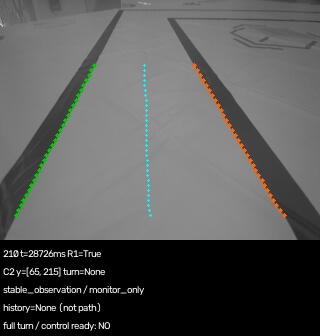 210 t=28726ms R1=True
C2 y=[65, 215] turn=None
stable_observation / monitor_only
history=None (not path)
full turn / control ready: NO